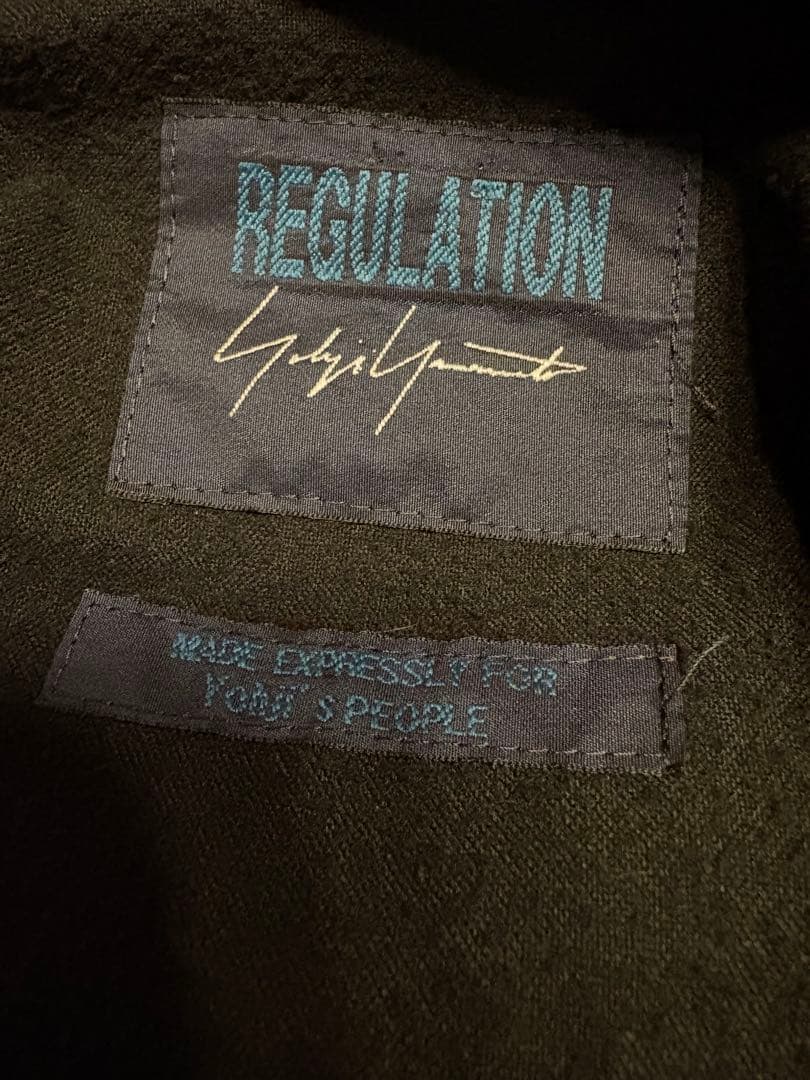 REGULATION
Yohji Yamamoto
MADE EXPRESSLY FOR
Yohji's PEOPLE